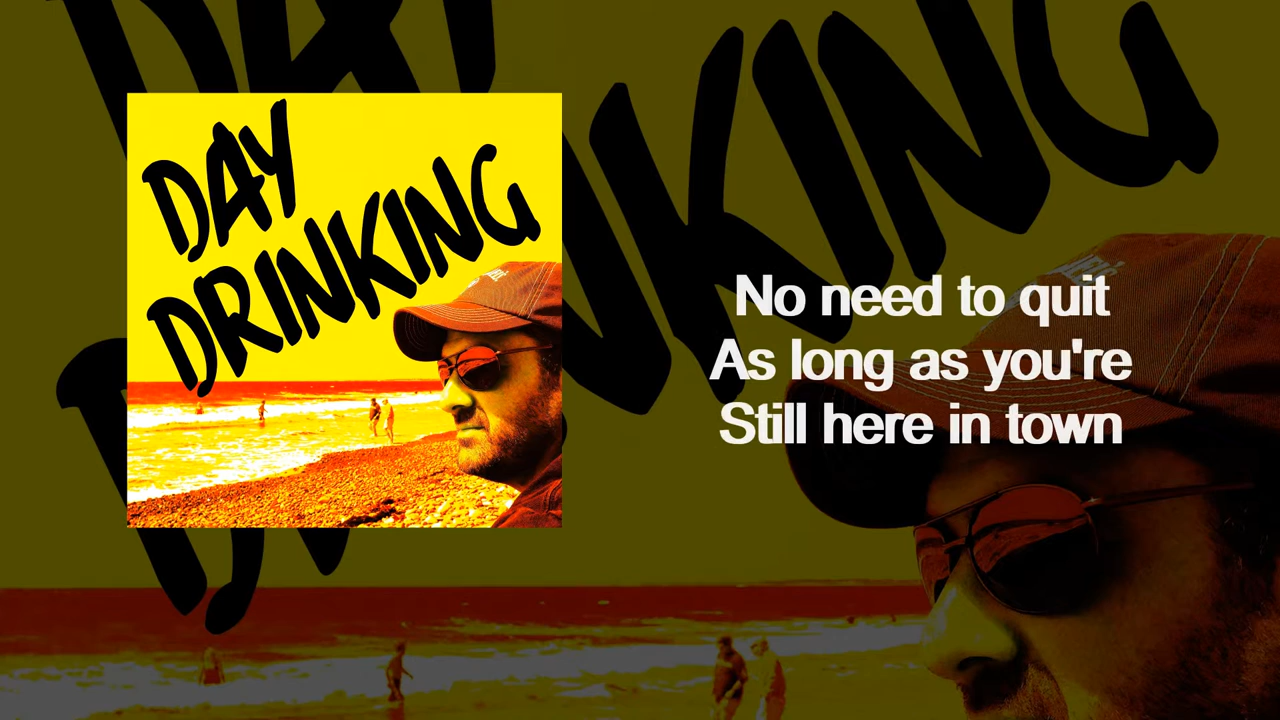 DAY
DRINKING
No need to quit
As long as you're
Still here in town